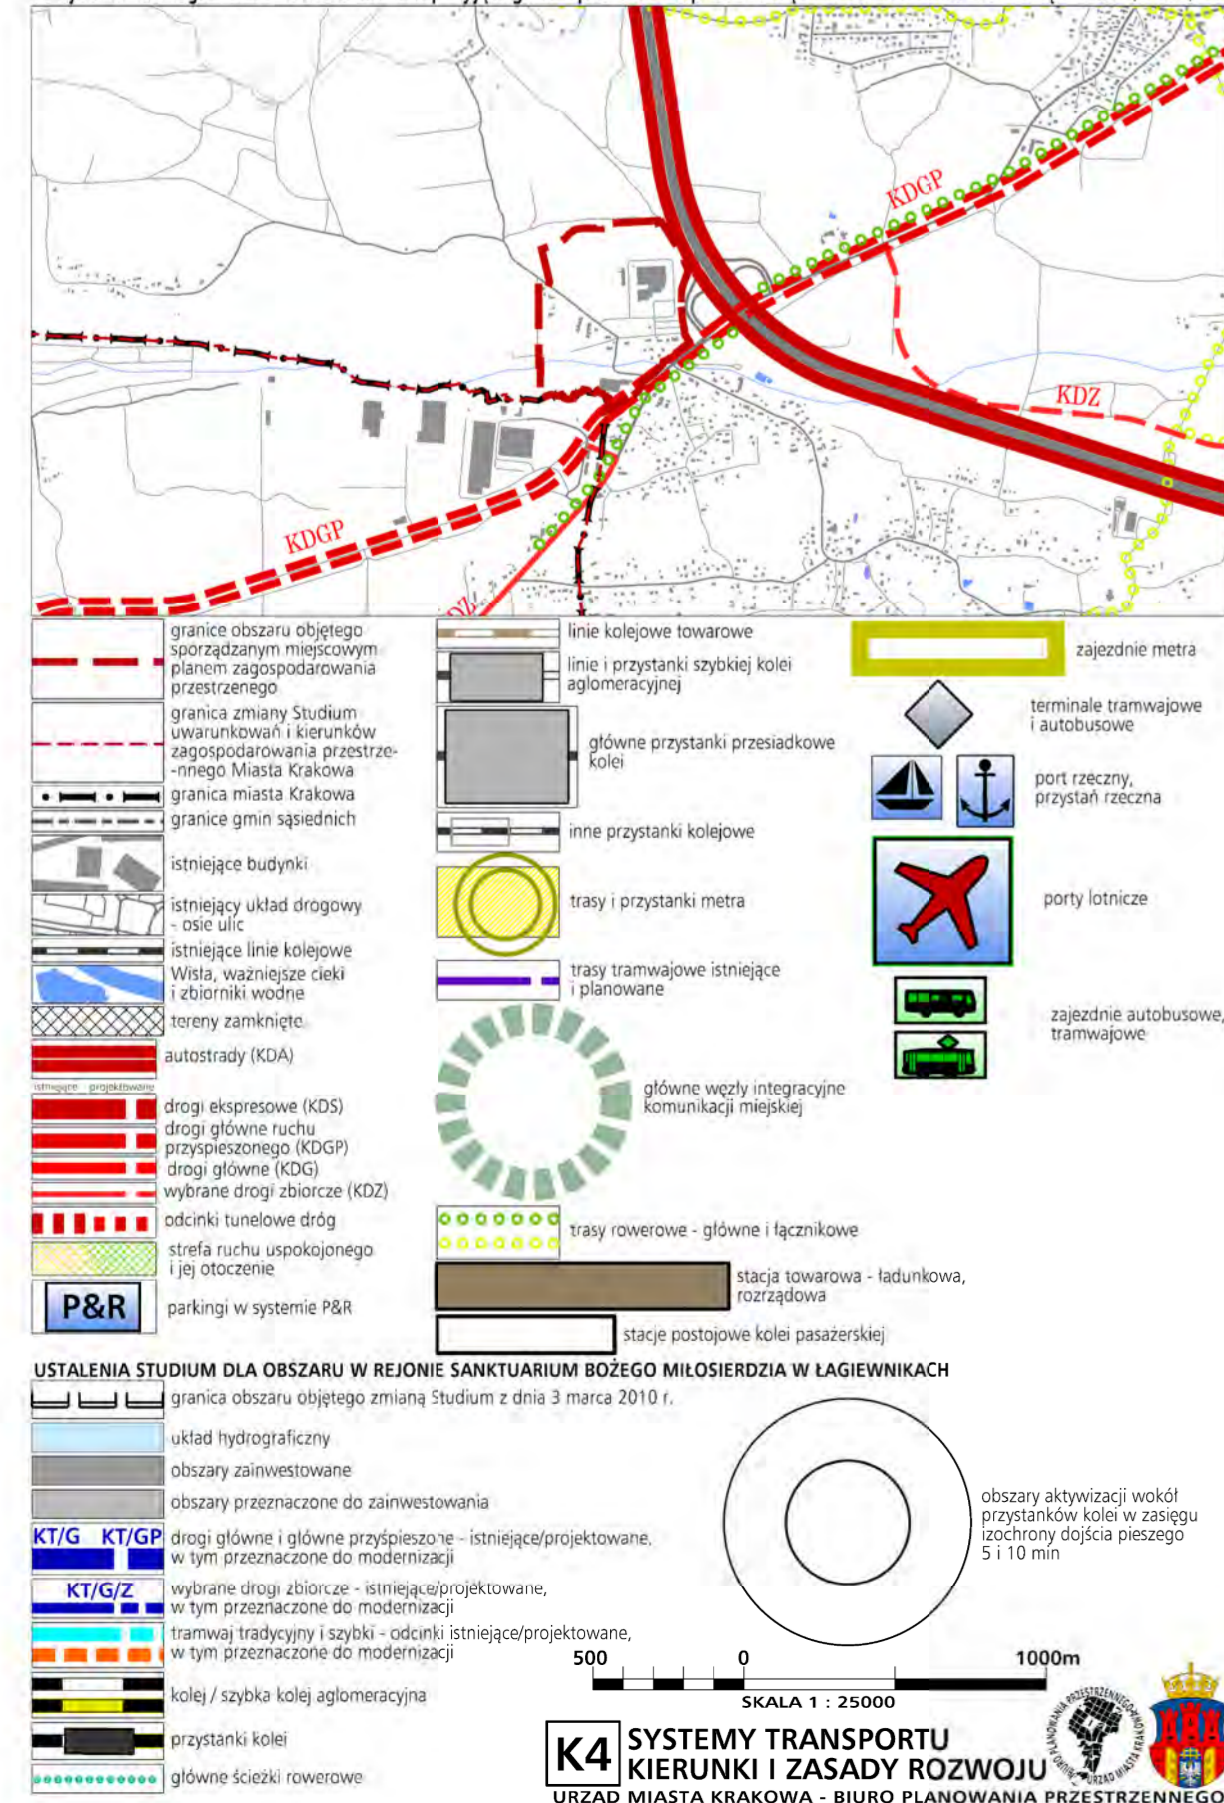 KDGP
KDZ
KDGP
DZ
granice obszaru objętego
sporządzanym miejscowym
planem zagospodarowania
przestrzenego
granica zmiany Studium
uwarunkowań i kierunków
zagospodarowania przestrze-
-nnego Miasta Krakowa
granica miasta Krakowa
granice gmin sąsiednich
istniejące budynki
istniejący układ drogowy
- osie ulic
istniejące linie kolejowe
Wisła, ważniejsze cieki
i zbiorniki wodne
tereny zamknięte
autostrady (KDA)
istniejące projektowane
drogi ekspresowe (KDS)
drogi główne ruchu
przyspieszonego (KDGP)
drogi główne (KDG)
wybrane drogi zbiorcze (KDZ)
odcinki tunelowe dróg
strefa ruchu uspokojonego
i jej otoczenie
P&R parkingi w systemie P&R
linie kolejowe towarowe
linie i przystanki szybkiej kolei
aglomeracyjnej
główne przystanki przesiadkowe
kolei
inne przystanki kolejowe
trasy i przystanki metra
trasy tramwajowe istniejące
i planowane
główne węzły integracyjne
komunikacji miejskiej
trasy rowerowe - główne i łącznikowe
stacja towarowa - ładunkowa,
rozrządowa
stacje postojowe kolei pasażerskiej
zajezdnie metra
terminale tramwajowe
i autobusowe
port rzeczny,
przystań rzeczna
porty lotnicze
zajezdnie autobusowe,
tramwajowe
USTALENIA STUDIUM DLA OBSZARU W REJONIE SANKTUARIUM BOŻEGO MIŁOSIERDZIA W ŁAGIEWNIKACH
granica obszaru objętego zmianą Studium z dnia 3 marca 2010 r.
układ hydrograficzny
obszary zainwestowane
obszary przeznaczone do zainwestowania
KT/G KT/GP drogi główne i główne przyśpieszone - istniejące/projektowane,
w tym przeznaczone do modernizacji
KT/G/Z wybrane drogi zbiorcze - istniejące/projektowane,
w tym przeznaczone do modernizacji
tramwaj tradycyjny i szybki - odcinki istniejące/projektowane,
w tym przeznaczone do modernizacji
kolej / szybka kolej aglomeracyjna
przystanki kolei
główne ścieżki rowerowe
obszary aktywizacji wokół
przystanków kolei w zasięgu
izochrony dojścia pieszego
5 i 10 min
500 0 1000m
SKALA 1 : 25000
K4 SYSTEMY TRANSPORTU
KIERUNKI I ZASADY ROZWOJU
URZĄD MIASTA KRAKOWA - BIURO PLANOWANIA PRZESTRZENNEGO